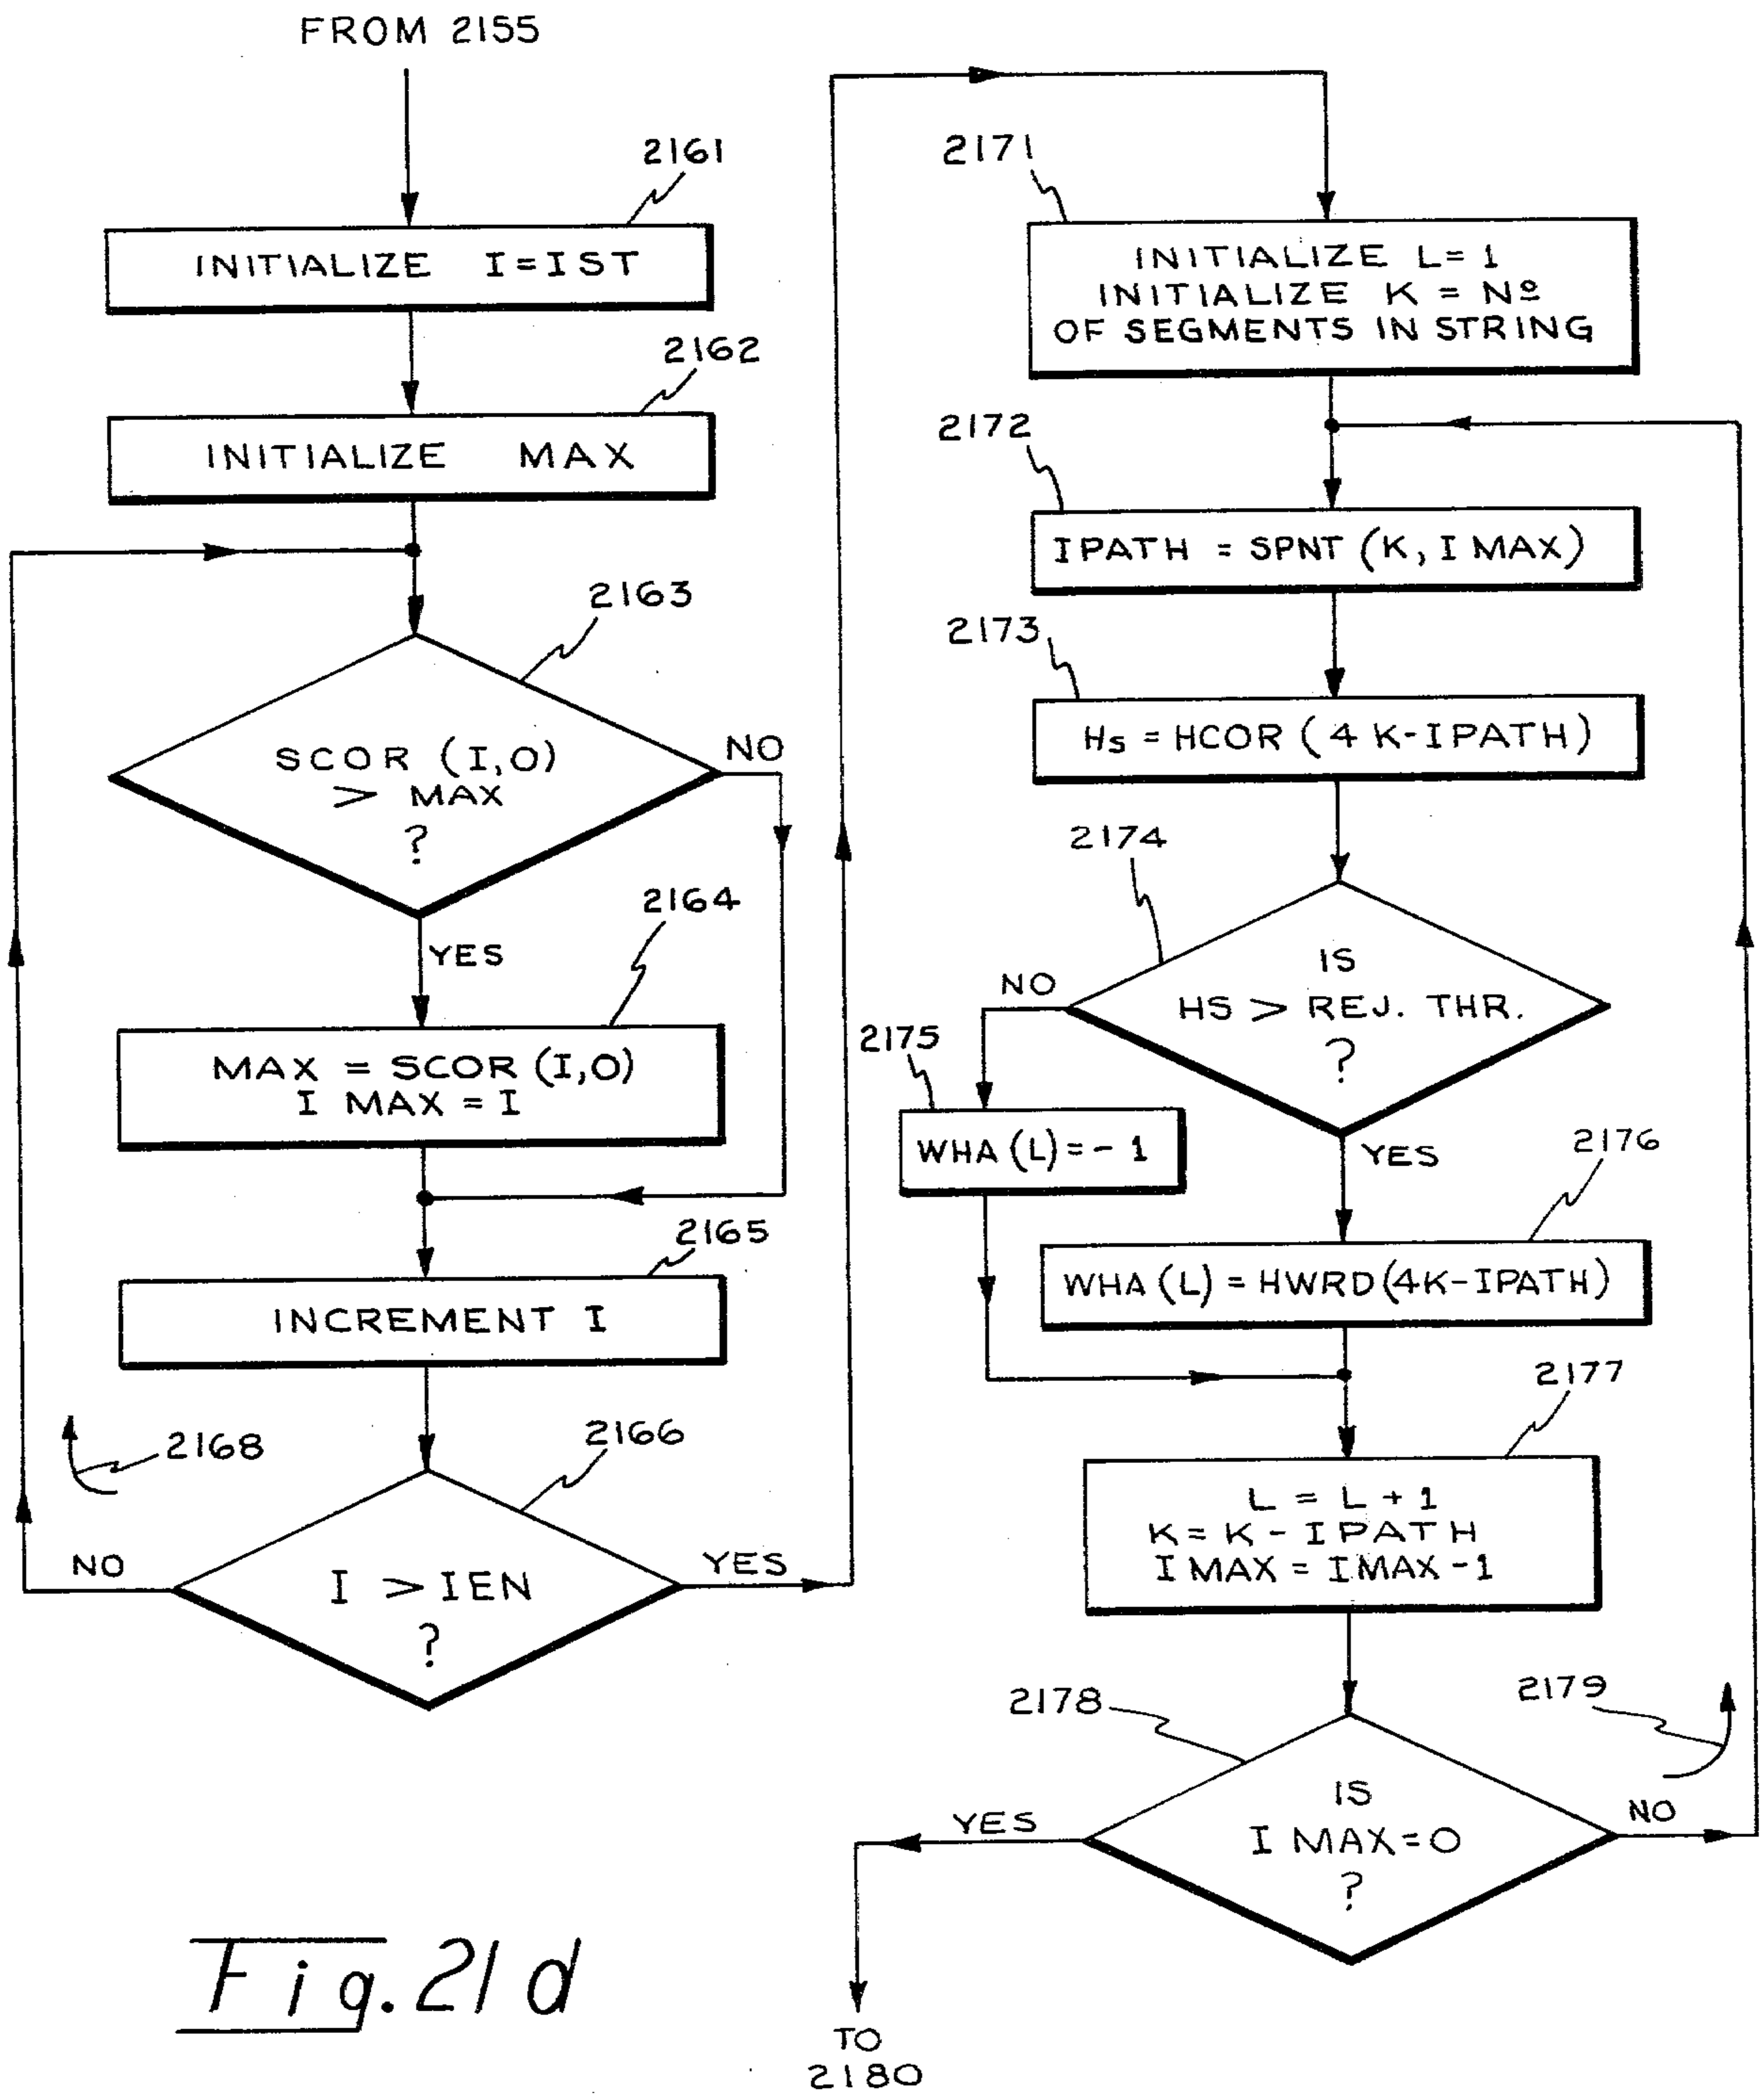 FROM 2155
2161
INITIALIZE I=IST
2162
INITIALIZE MAX
2163
SCOR (I,0)
> MAX
?
NO
YES
2164
MAX = SCOR (I,0)
I MAX = I
2165
INCREMENT I
2168
2166
I > IEN
?
NO
YES
2171
INITIALIZE L= 1
INITIALIZE K = Nº
OF SEGMENTS IN STRING
2172
IPATH = SPNT (K, I MAX)
2173
Hs = HCOR ( 4 K-IPATH)
2174
IS
HS > REJ. THR.
?
NO
2175
WHA (L) = - 1
YES
2176
WHA (L) = HWRD (4K-IPATH)
2177
L = L + 1
K = K - IPATH
I MAX = I MAX - 1
2178
2179
IS
I MAX = 0
?
YES
NO
TO
2180
Fig. 21 d